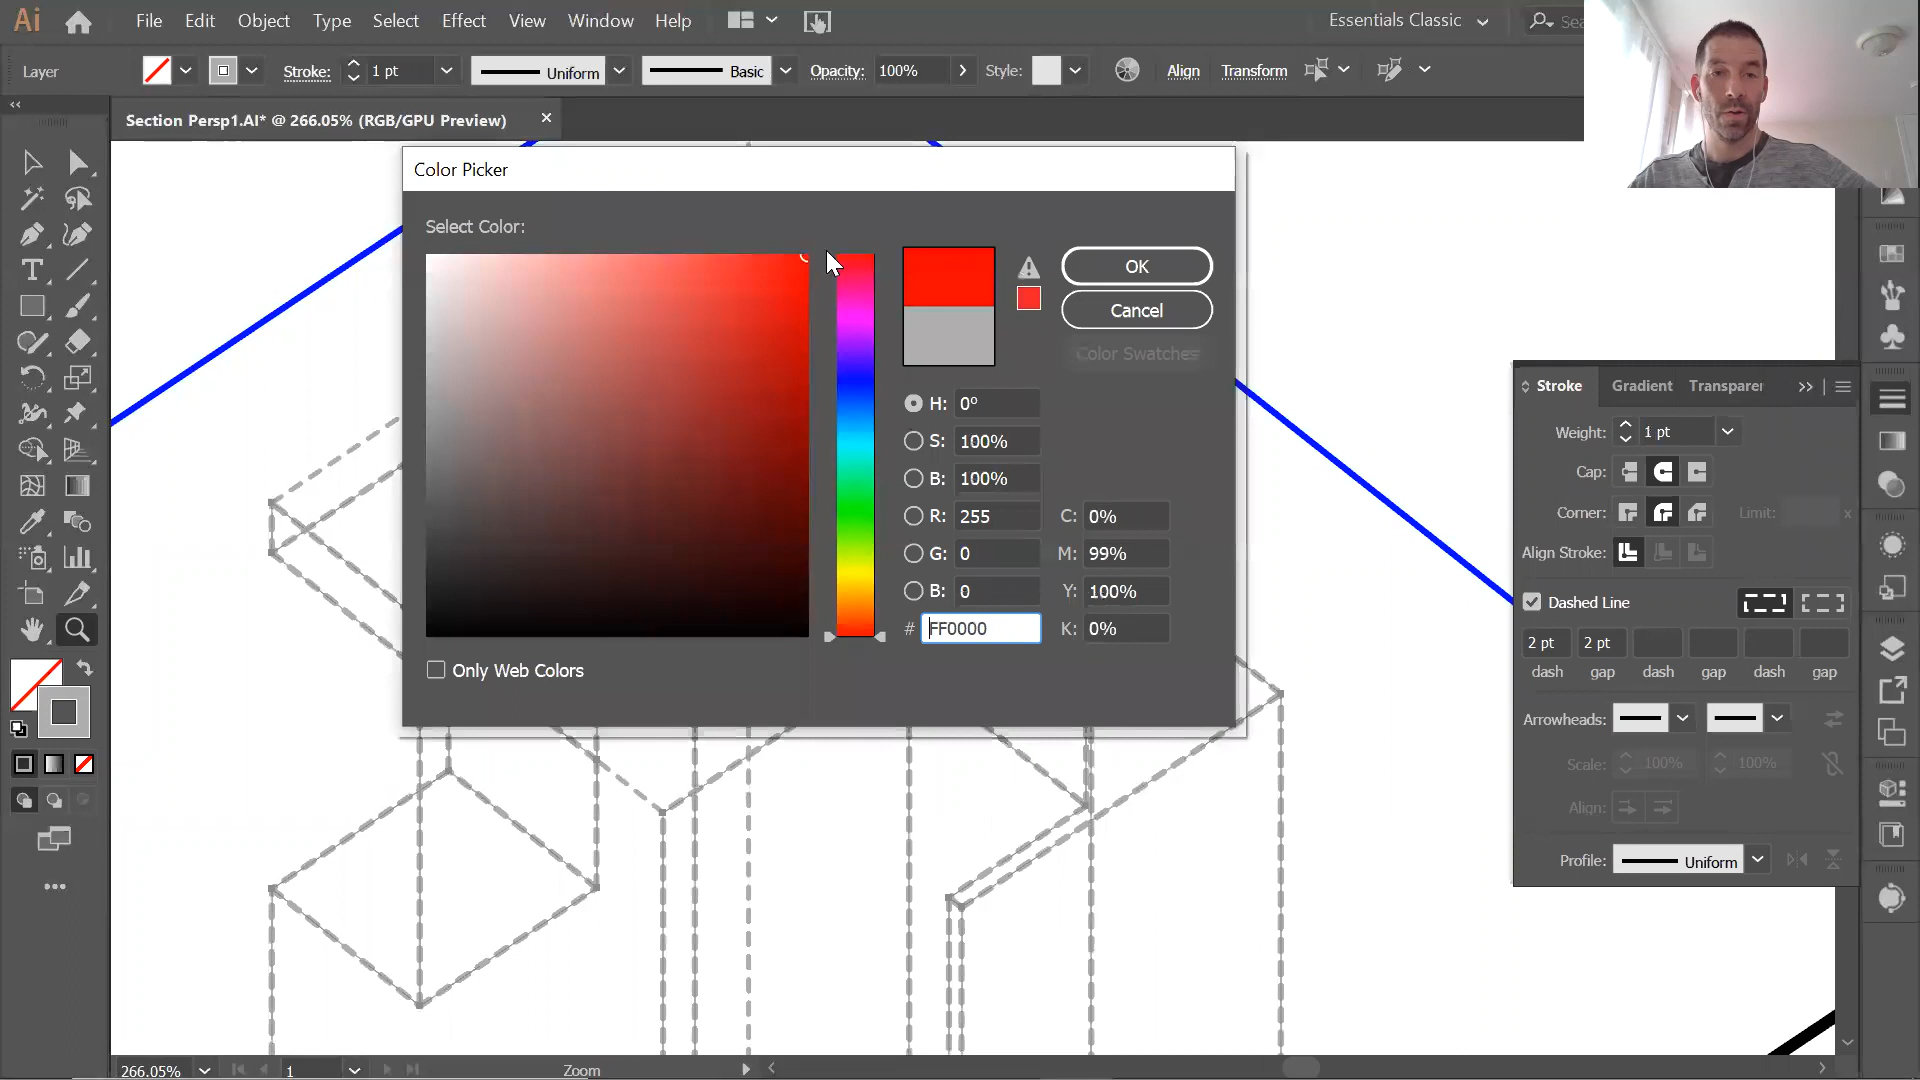 Ai File Edit Object Type Select Effect View Window Help Essentials Classic
Layer Stroke: 1 pt Uniform Basic Opacity: 100% Style: Align Transform
Section Persp1.AI* @ 266.05% (RGB/GPU Preview)
Color Picker
Select Color:
OK
Cancel
Color Swatches
H: 0°
S: 100%
B: 100%
R: 255 C: 0%
G: 0 M: 99%
B: 0 Y: 100%
# FF0000 K: 0%
Only Web Colors
Stroke Gradient Transparer
Weight: 1 pt
Cap:
Corner: Limit: x
Align Stroke:
Dashed Line
2 pt 2 pt
dash gap dash gap dash gap
Arrowheads:
Scale: 100% 100%
Align:
Profile: Uniform
266.05% 1 Zoom